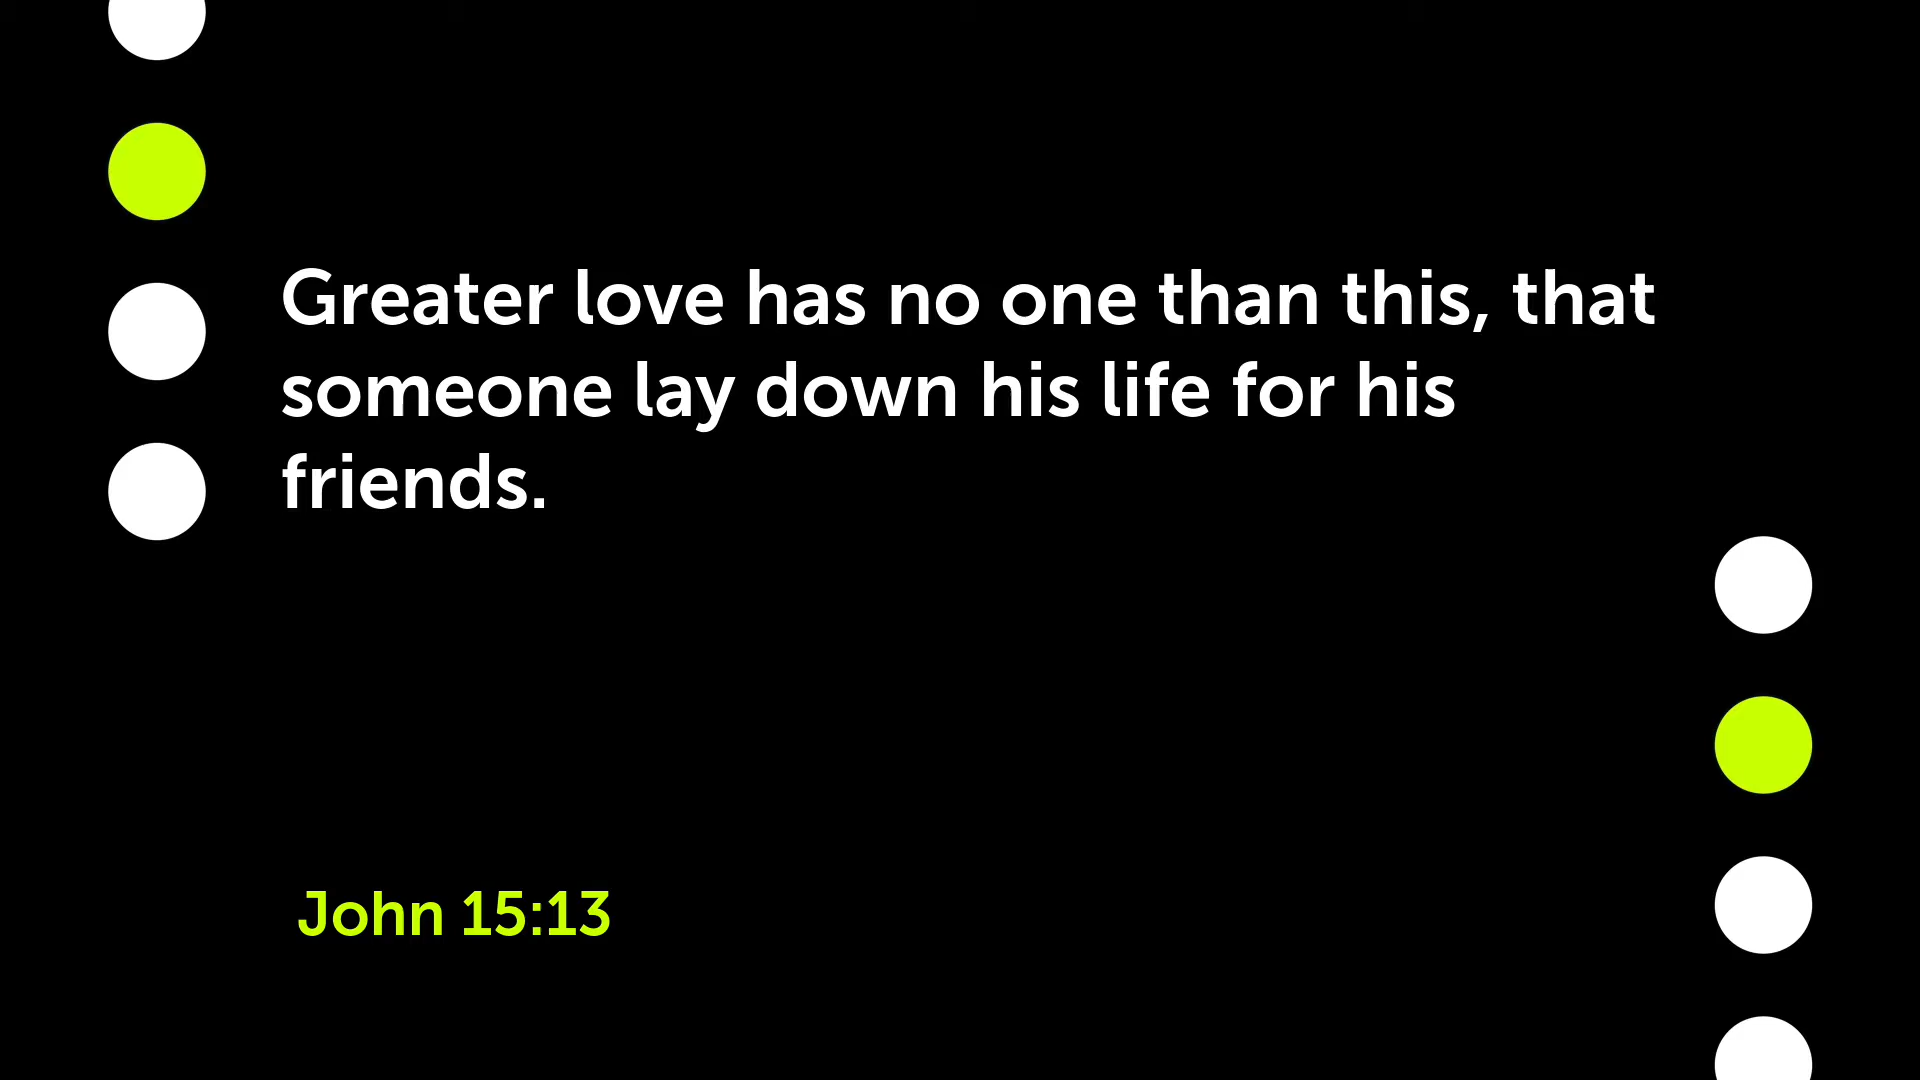 Greater love has no one than this, that
someone lay down his life for his
friends.
John 15:13